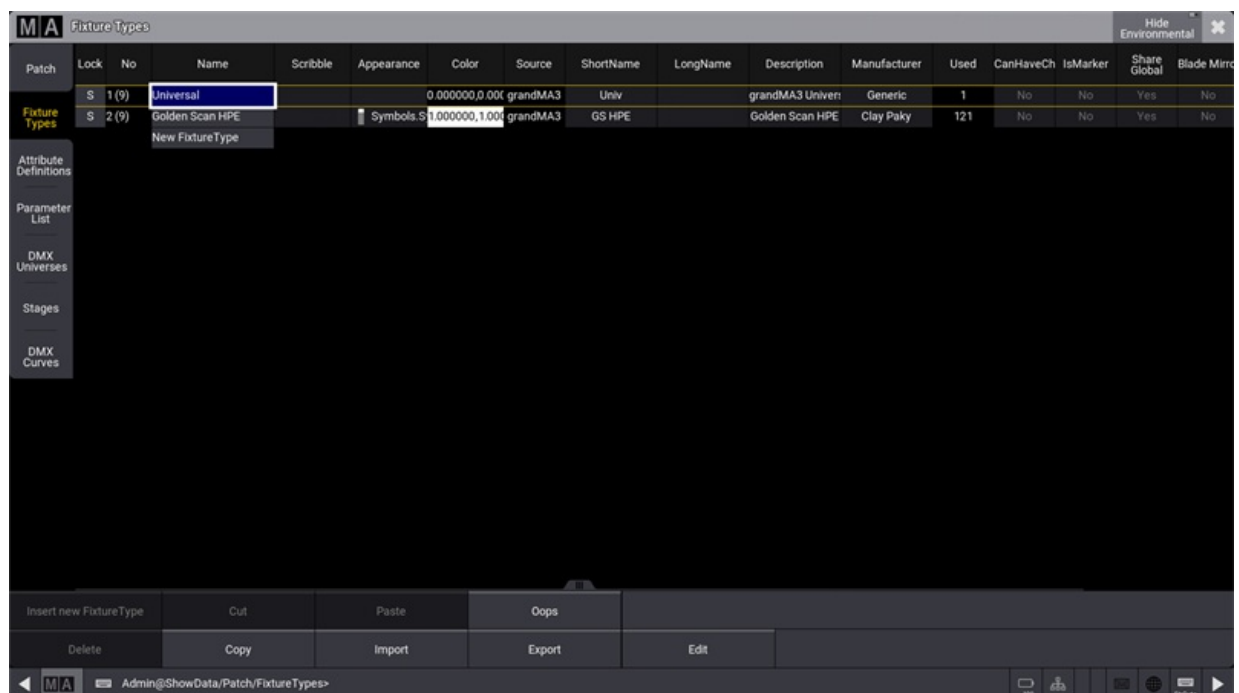 MA Fixture Types
Hide Environmental
Patch
Lock No Name Scribble Appearance Color Source ShortName LongName Description Manufacturer Used CanHaveCh IsMarker Share Global Blade Mirro
S 1 (9) Universal 0.000000,0.000 grandMA3 Univ grandMA3 Univers Generic 1 No No Yes No
Fixture Types
S 2 (9) Golden Scan HPE Symbols.S 1.000000,1.000 grandMA3 GS HPE Golden Scan HPE Clay Paky 121 No No Yes No
New FixtureType
Attribute Definitions
Parameter List
DMX Universes
Stages
DMX Curves
Insert new FixtureType Cut Paste Oops
Delete Copy Import Export Edit
MA Admin@ShowData/Patch/FixtureTypes>